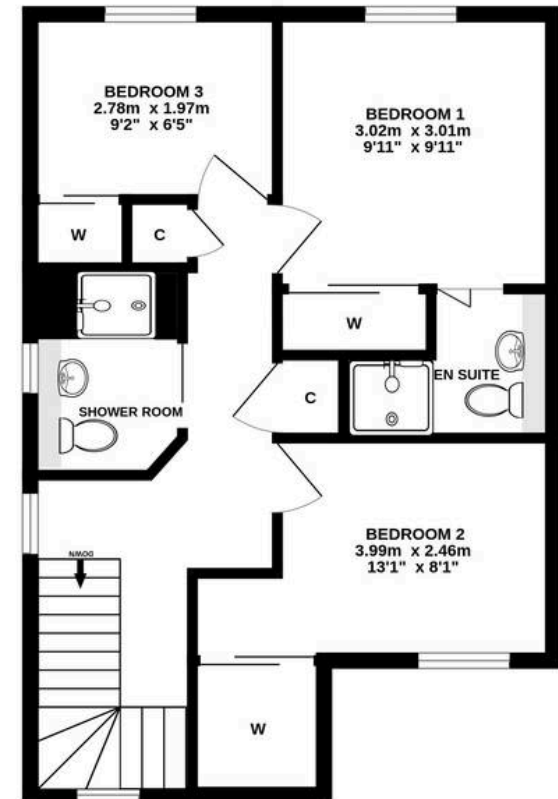 BEDROOM 3
2.78m x 1.97m
9'2" x 6'5"
BEDROOM 1
3.02m x 3.01m
9'11" x 9'11"
W
C
W
EN SUITE
C
SHOWER ROOM
BEDROOM 2
3.99m x 2.46m
13'1" x 8'1"
DOWN
W